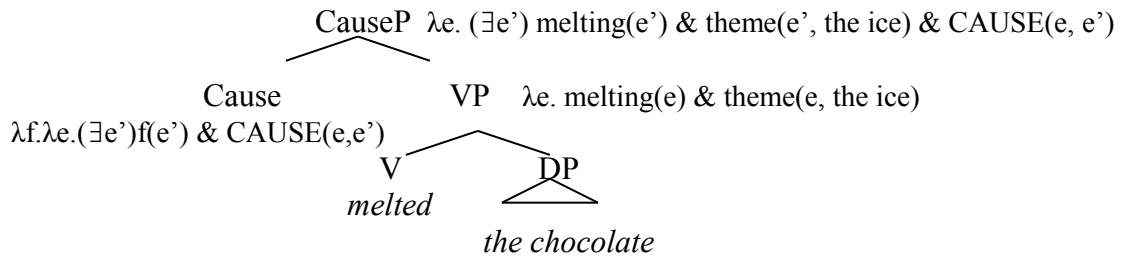 CauseP λe. (∃e’) melting(e’) & theme(e’, the ice) & CAUSE(e, e’)
Cause VP λe. melting(e) & theme(e, the ice)
λf.λe.(∃e’)f(e’) & CAUSE(e,e’)
V DP
melted
the chocolate